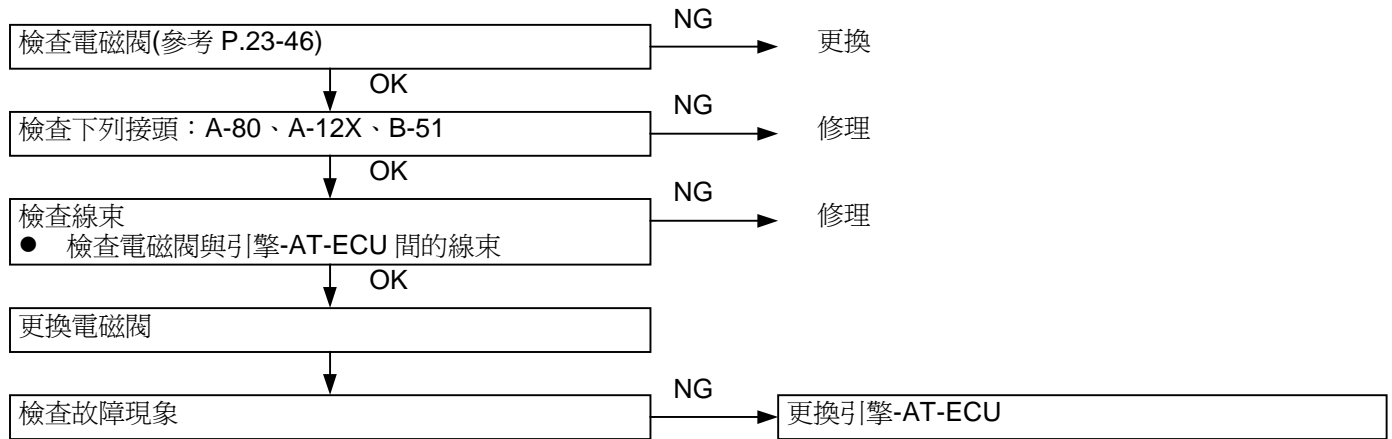 檢查電磁閥(參考 P.23-46)
NG
更換
OK
檢查下列接頭：A-80、A-12X、B-51
NG
修理
OK
檢查線束
● 檢查電磁閥與引擎-AT-ECU 間的線束
NG
修理
OK
更換電磁閥
檢查故障現象
NG
更換引擎-AT-ECU